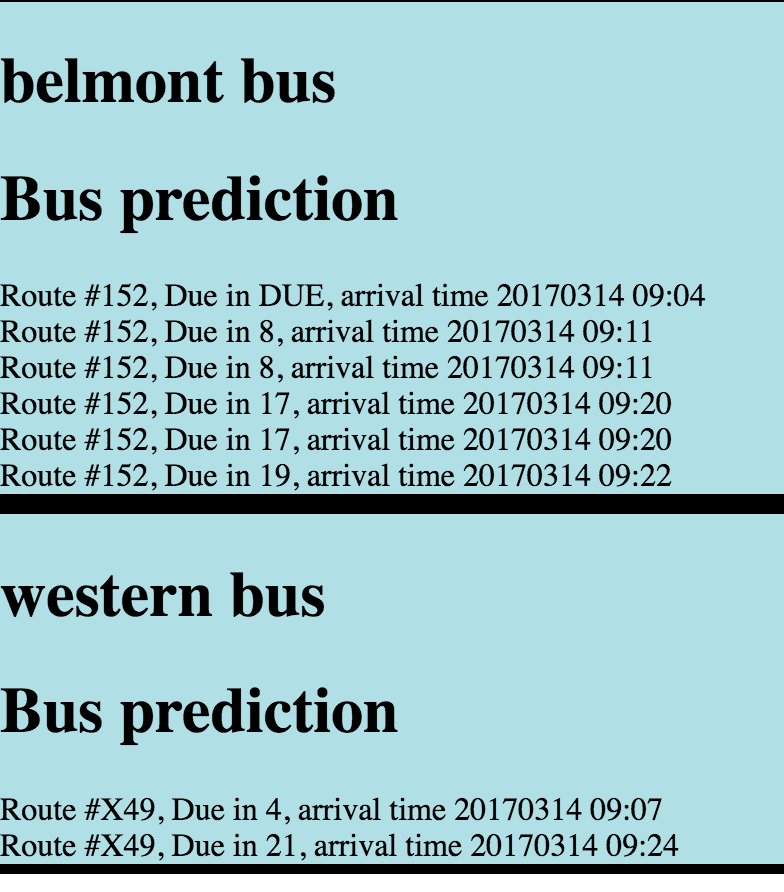 belmont bus
Bus prediction
Route #152, Due in DUE, arrival time 20170314 09:04
Route #152, Due in 8, arrival time 20170314 09:11
Route #152, Due in 8, arrival time 20170314 09:11
Route #152, Due in 17, arrival time 20170314 09:20
Route #152, Due in 17, arrival time 20170314 09:20
Route #152, Due in 19, arrival time 20170314 09:22
western bus
Bus prediction
Route #X49, Due in 4, arrival time 20170314 09:07
Route #X49, Due in 21, arrival time 20170314 09:24